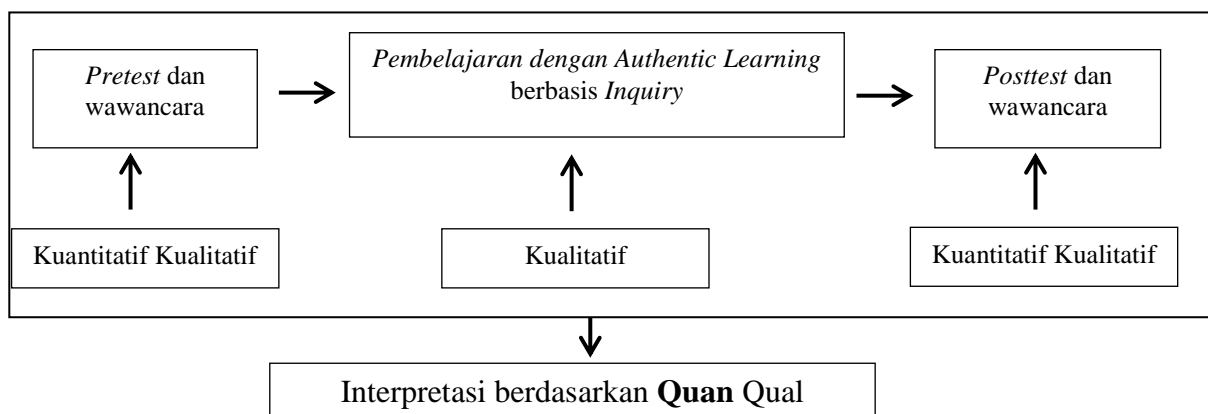 Pretest dan
wawancara
Pembelajaran dengan Authentic Learning
berbasis Inquiry
Posttest dan
wawancara
Kuantitatif Kualitatif
Kualitatif
Kuantitatif Kualitatif
Interpretasi berdasarkan Quan Qual